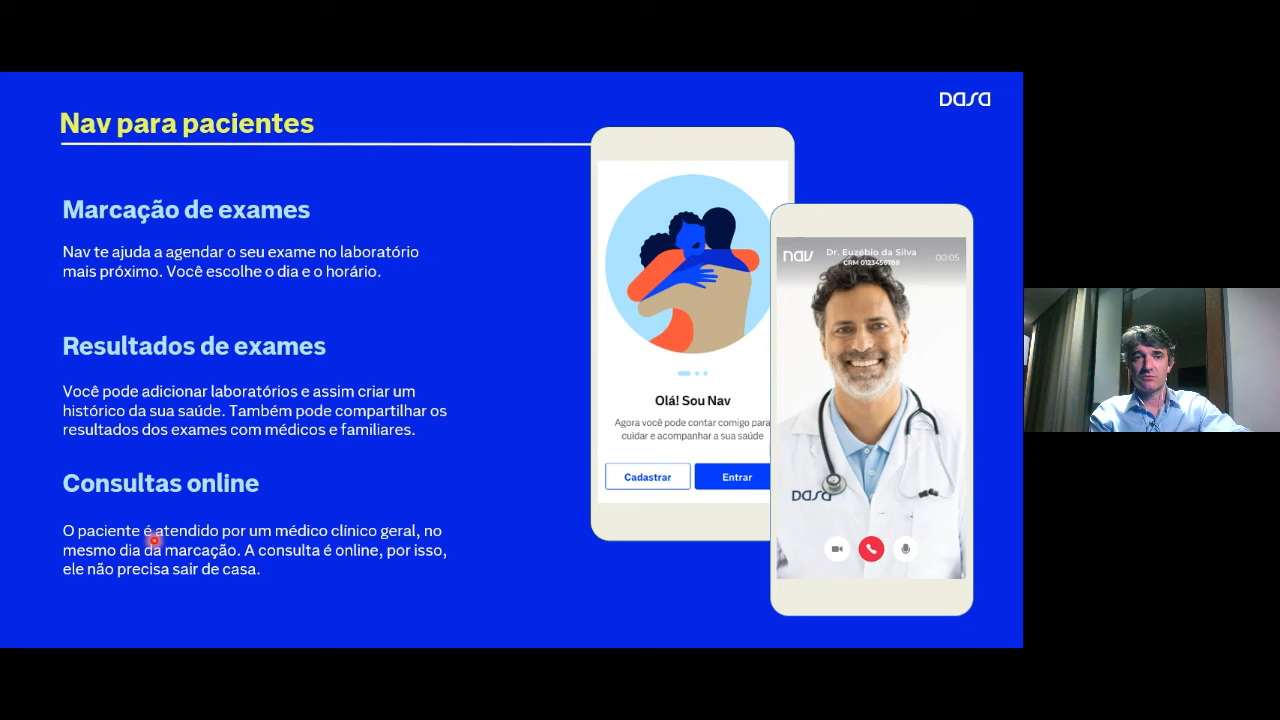 DASA
Nav para pacientes
Marcação de exames
Nav te ajuda a agendar o seu exame no laboratório
mais próximo. Você escolhe o dia e o horário.
Resultados de exames
Você pode adicionar laboratórios e assim criar um
histórico da sua saúde. Também pode compartilhar os
resultados dos exames com médicos e familiares.
Consultas online
O paciente é atendido por um médico clínico geral, no
mesmo dia da marcação. A consulta é online, por isso,
ele não precisa sair de casa.
Olá! Sou Nav
Agora você pode contar comigo para
cuidar e acompanhar a sua saúde
Cadastrar
Entrar
nav
Dr. Euzébio da Silva
CRM 0123456789
00:05
DASA